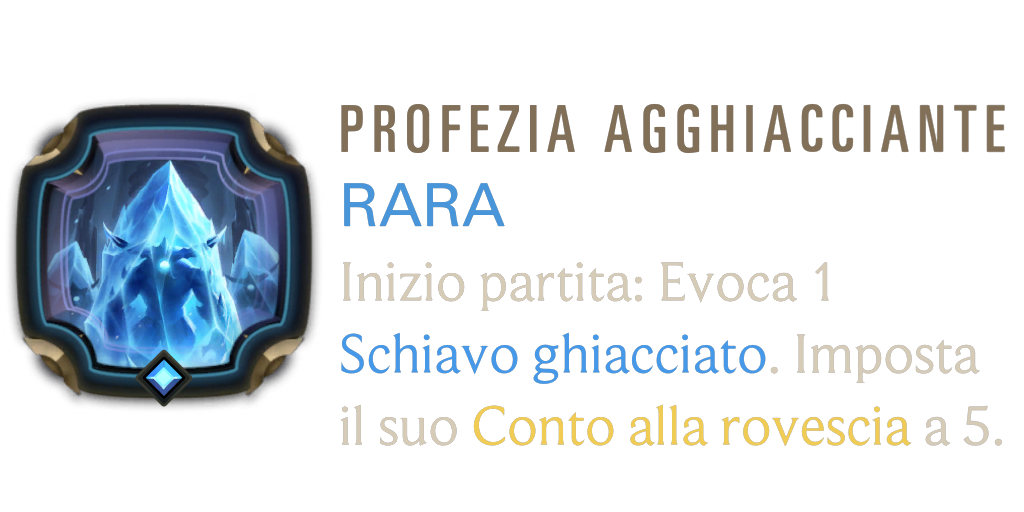 PROFEZIA AGGHIACCIANTE
RARA
Inizio partita: Evoca 1
Schiavo ghiacciato. Imposta
il suo Conto alla rovescia a 5.